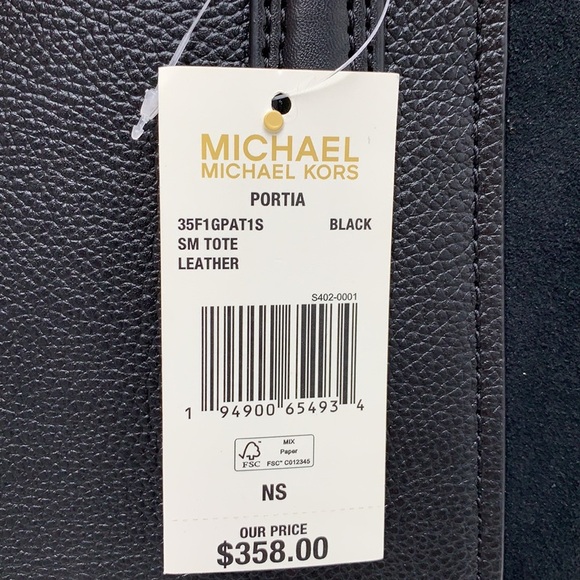 MICHAEL
MICHAEL KORS
PORTIA
35F1GPAT1S BLACK
SM TOTE
LEATHER
S402-0001
1 94900 65493 4
FSC
MIX
Paper
FSC™ C012345
NS
OUR PRICE
$358.00